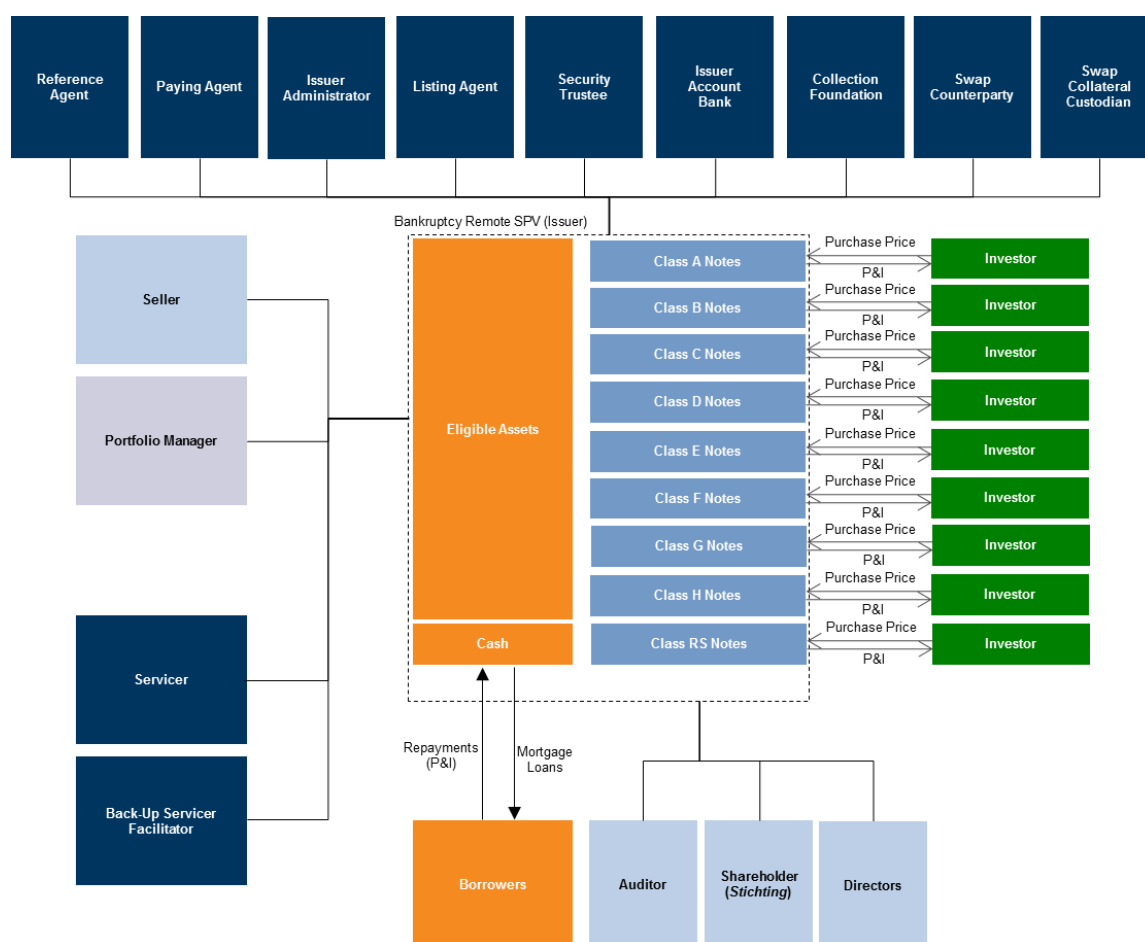 Reference
Agent
Paying Agent
Issuer
Administrator
Listing Agent
Security
Trustee
Issuer
Account
Bank
Collection
Foundation
Swap
Counterparty
Swap
Collateral
Custodian
Bankruptcy Remote SPV (Issuer)
Seller
Portfolio Manager
Servicer
Back-Up Servicer
Facilitator
Eligible Assets
Cash
Class A Notes
Purchase Price
P&I
Investor
Class B Notes
Purchase Price
P&I
Investor
Class C Notes
Purchase Price
P&I
Investor
Class D Notes
Purchase Price
P&I
Investor
Class E Notes
Purchase Price
P&I
Investor
Class F Notes
Purchase Price
P&I
Investor
Class G Notes
Purchase Price
P&I
Investor
Class H Notes
Purchase Price
P&I
Investor
Class RS Notes
Purchase Price
P&I
Investor
Repayments
(P&I)
Mortgage
Loans
Borrowers
Auditor
Shareholder
(Stichting)
Directors